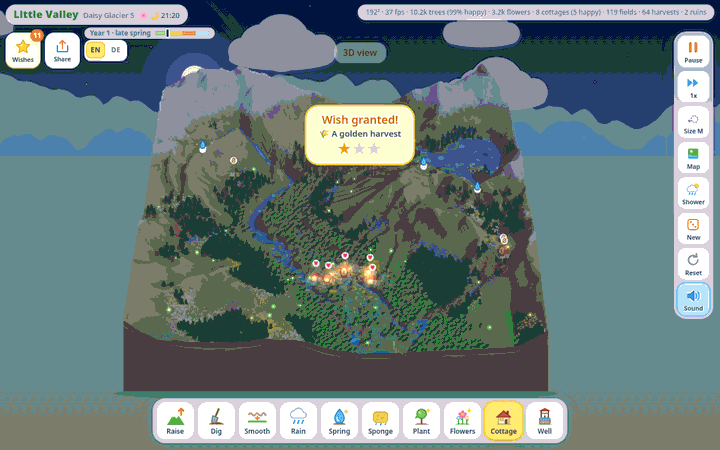 Little Valley Daisy Glacier 5 21:20
192² · 37 fps · 10.2k trees (99% happy) · 3.2k flowers · 8 cottages (5 happy) · 119 fields · 64 harvests · 2 ruins
Year 1 · late spring
11
Wishes
Share
EN
DE
3D view
Wish granted!
A golden harvest
Pause
1x
Size M
Map
Shower
New
Reset
Sound
Raise
Dig
Smooth
Rain
Spring
Sponge
Plant
Flowers
Cottage
Well